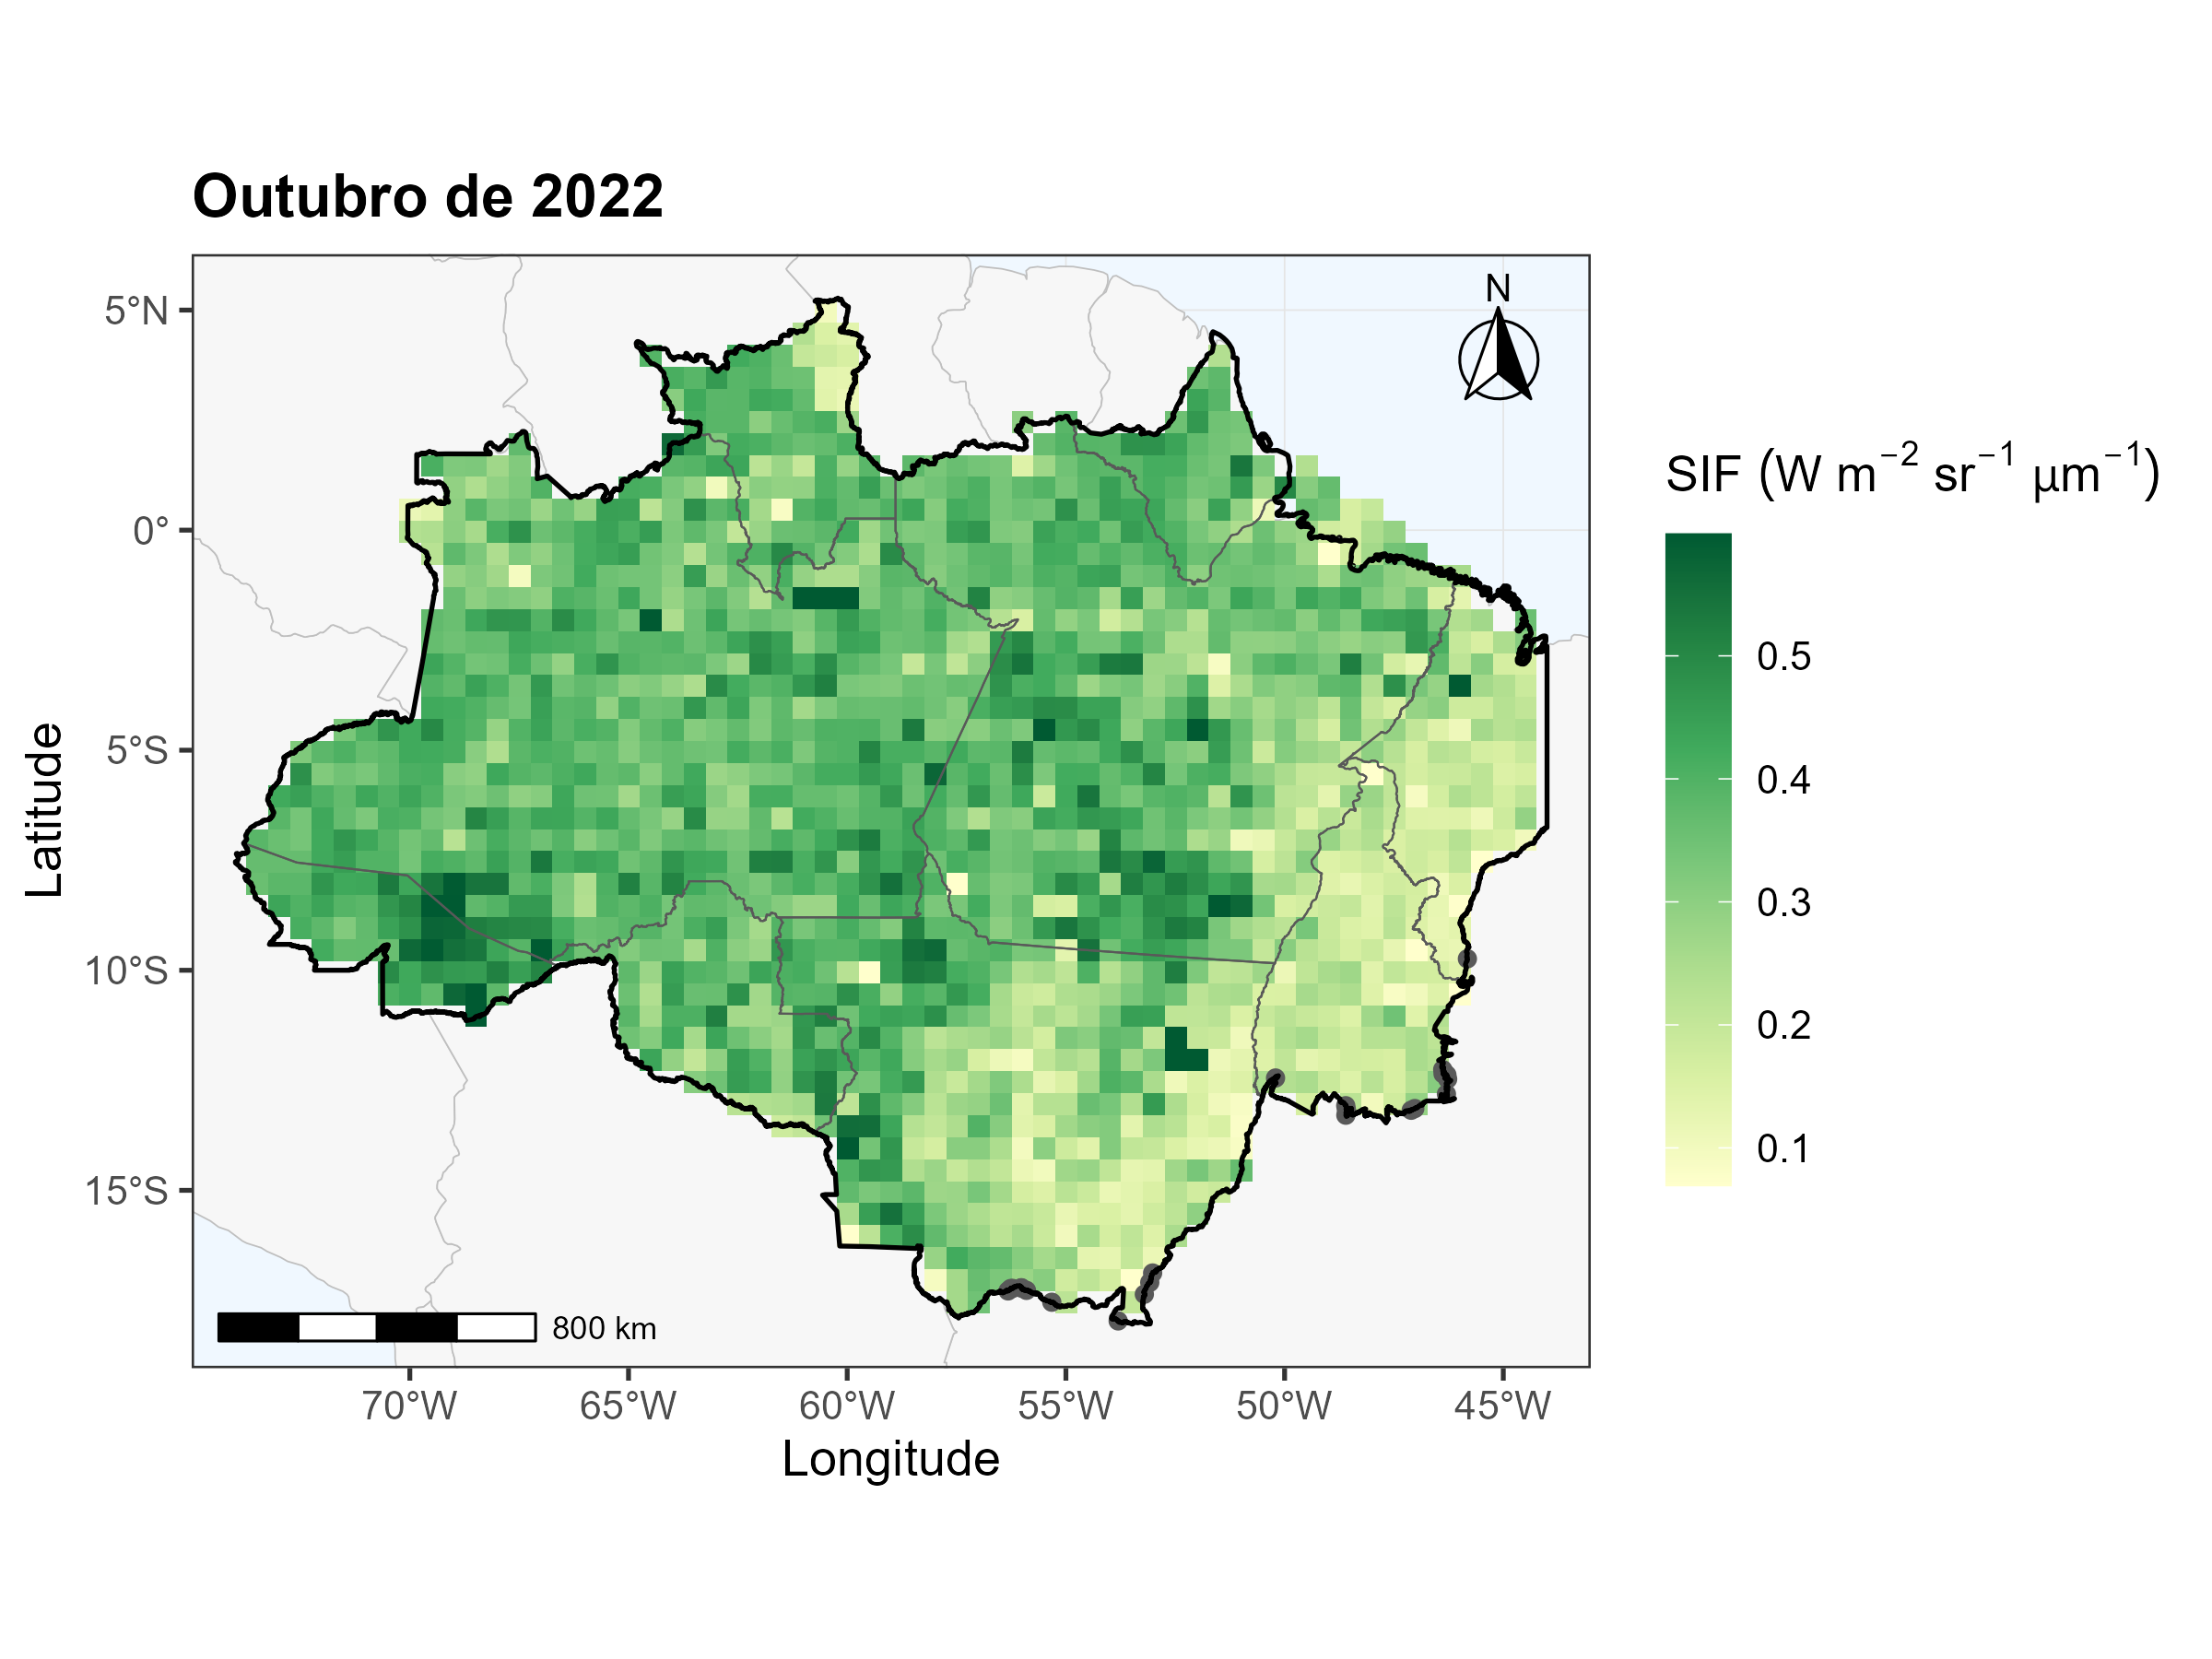 Outubro de 2022
N
5°N
0°
5°S
10°S
15°S
Latitude
800 km
70°W 65°W 60°W 55°W 50°W 45°W
Longitude
SIF (W m⁻² sr⁻¹ μm⁻¹)
0.5
0.4
0.3
0.2
0.1